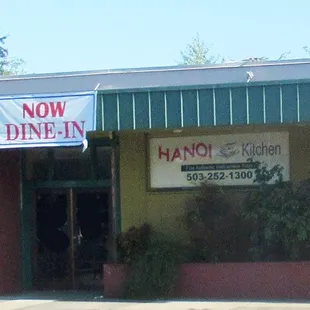 NOW
DINE-IN
HANOI Kitchen
503-252-1300